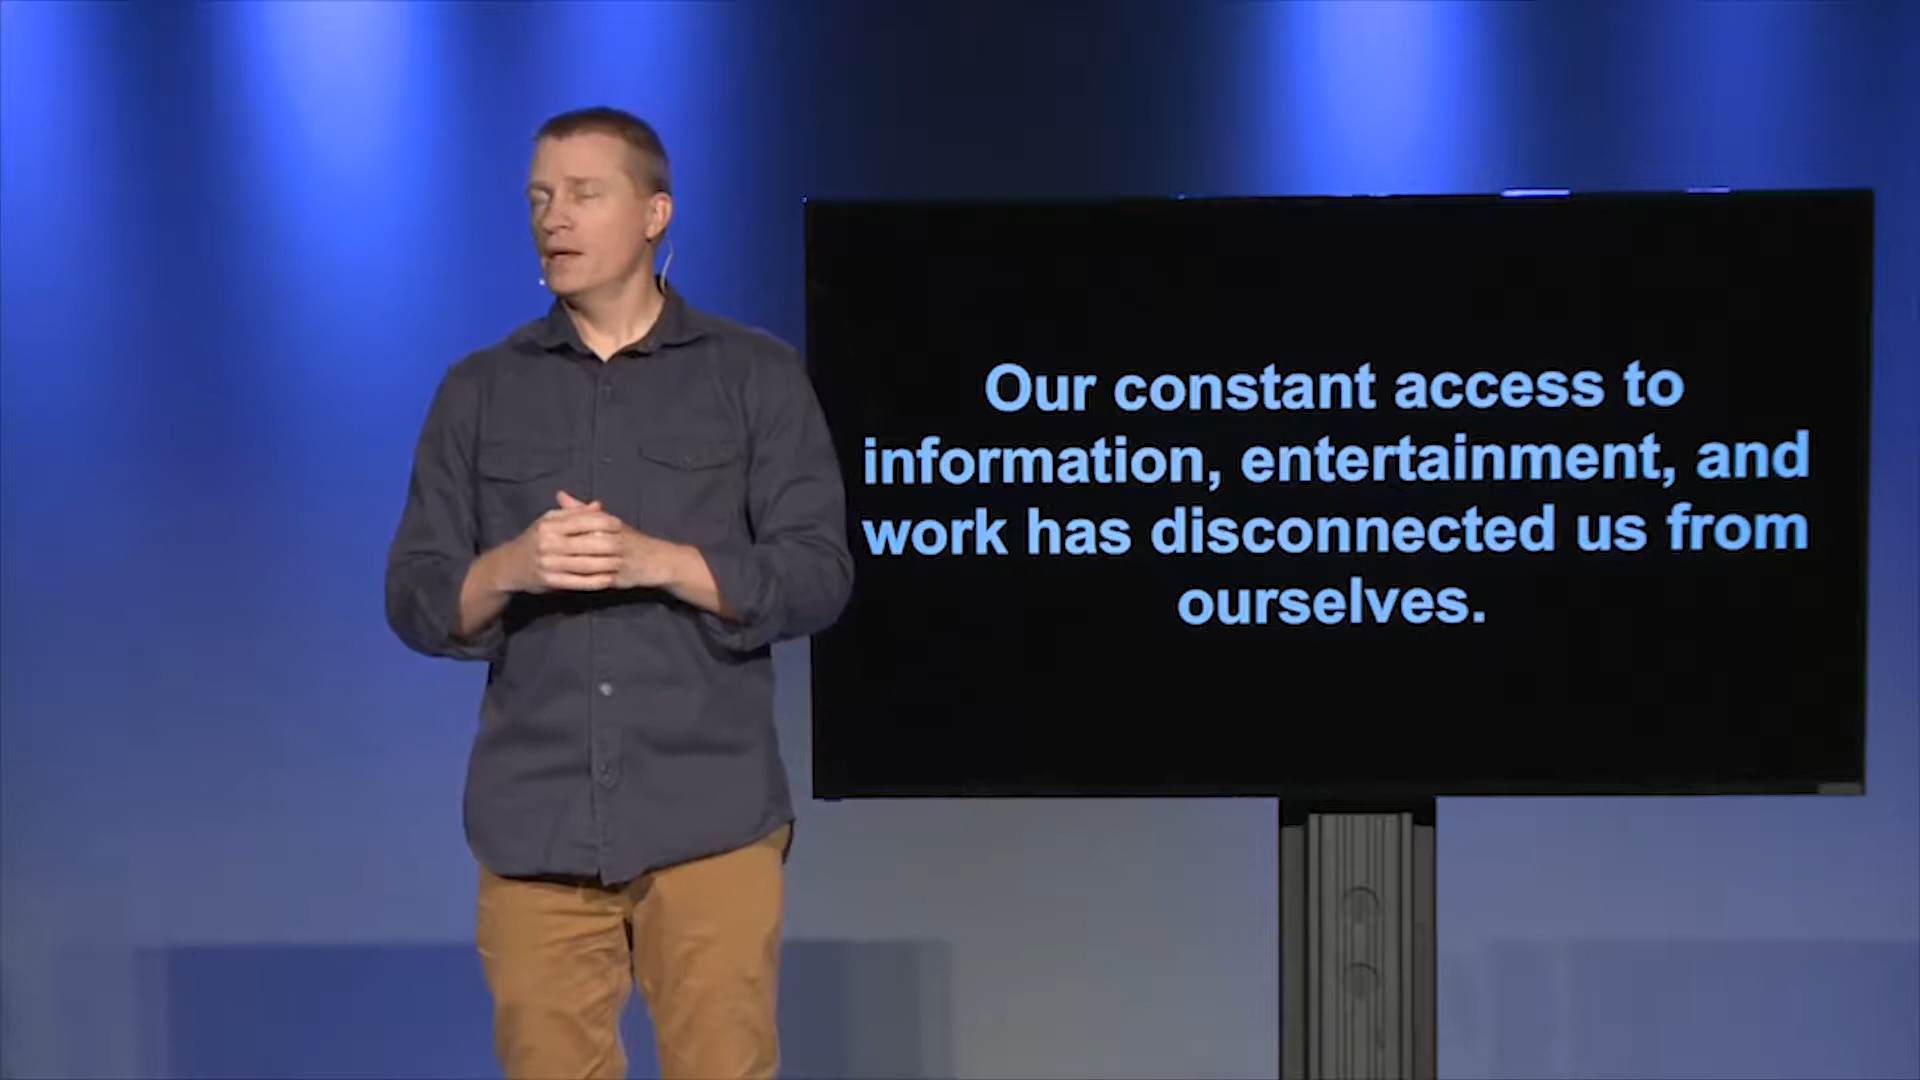 Our constant access to
information, entertainment, and
work has disconnected us from
ourselves.